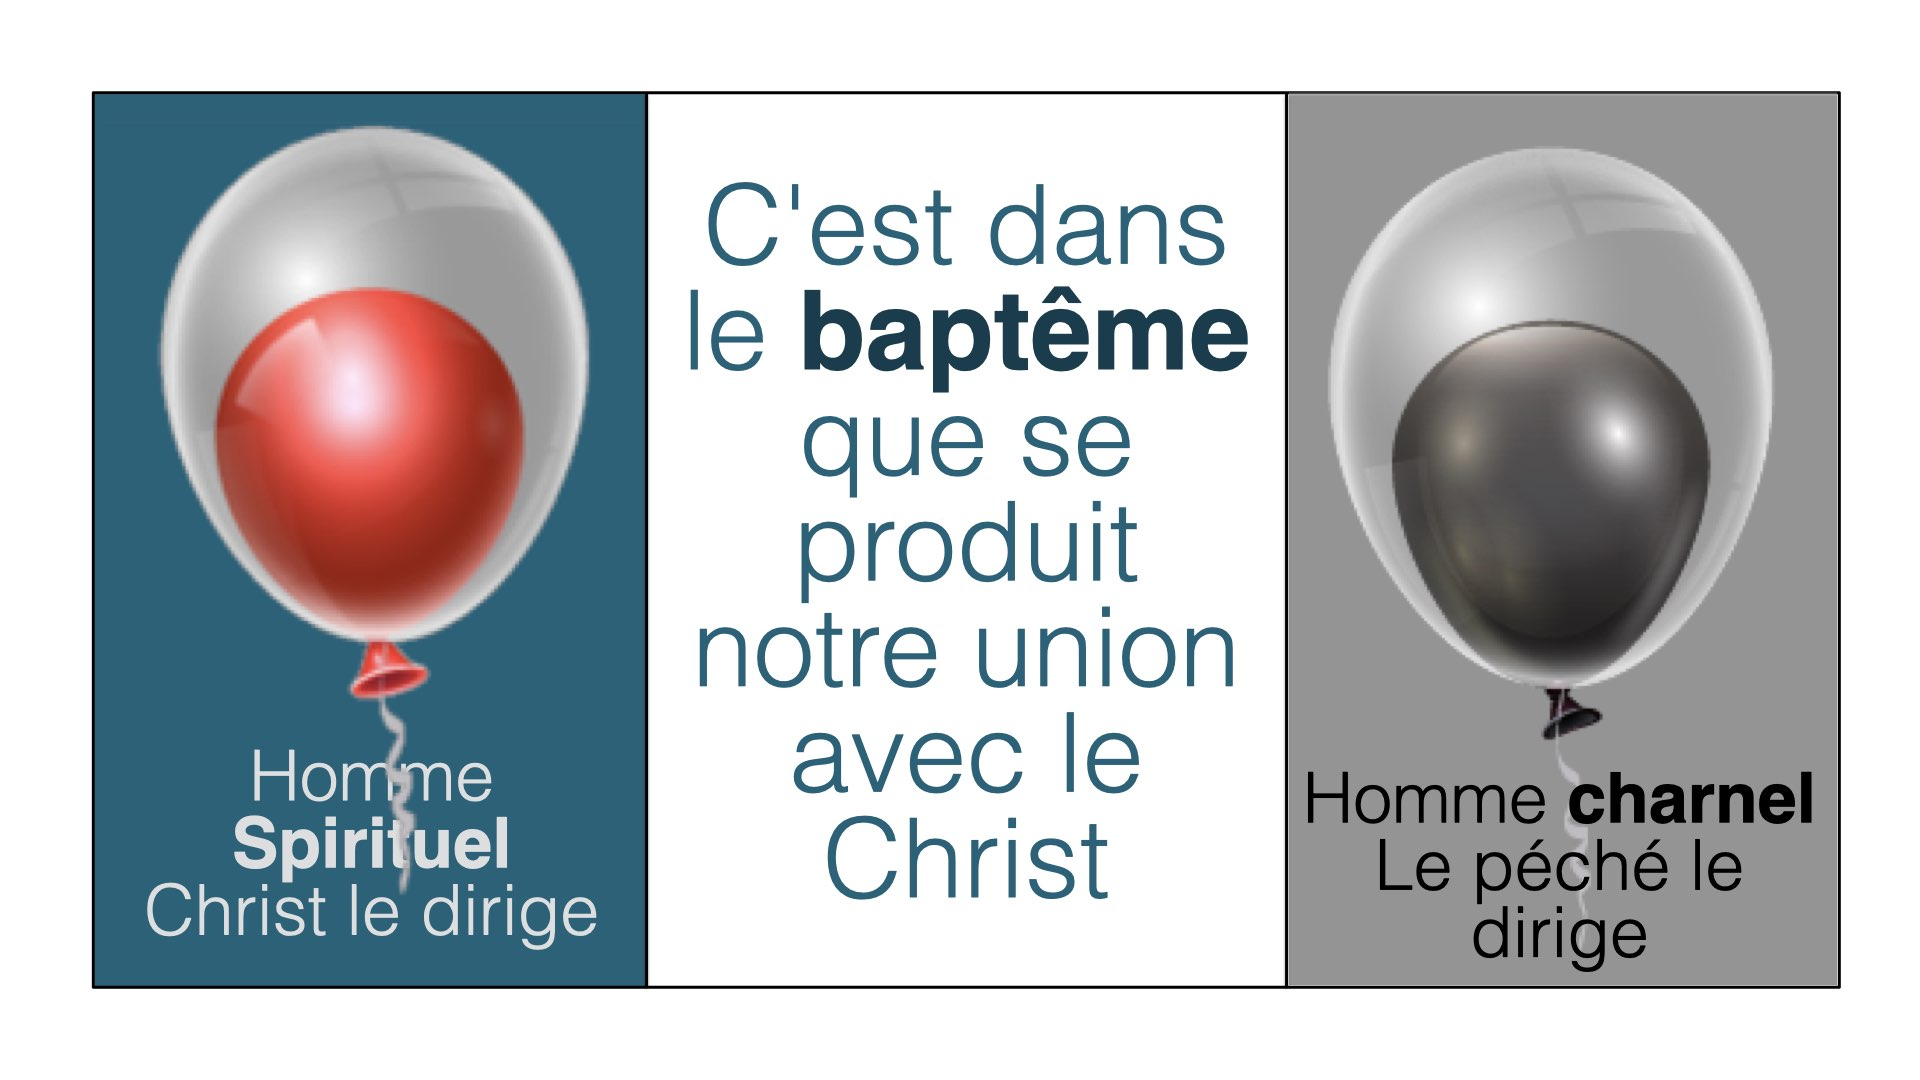 Homme
Spirituel
Christ le dirige
C'est dans
le baptême
que se
produit
notre union
avec le
Christ
Homme charnel
Le péché le
dirige